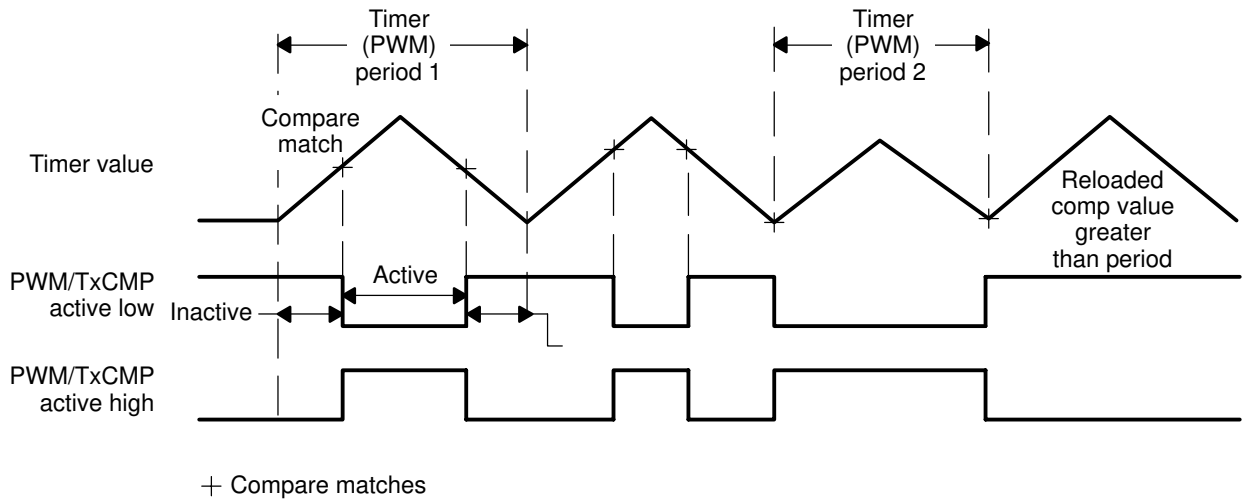 Timer
(PWM)
period 1
Timer
(PWM)
period 2
Compare
match
Timer value
Reloaded
comp value
greater
than period
PWM/TxCMP
active low
Active
Inactive
PWM/TxCMP
active high
+ Compare matches